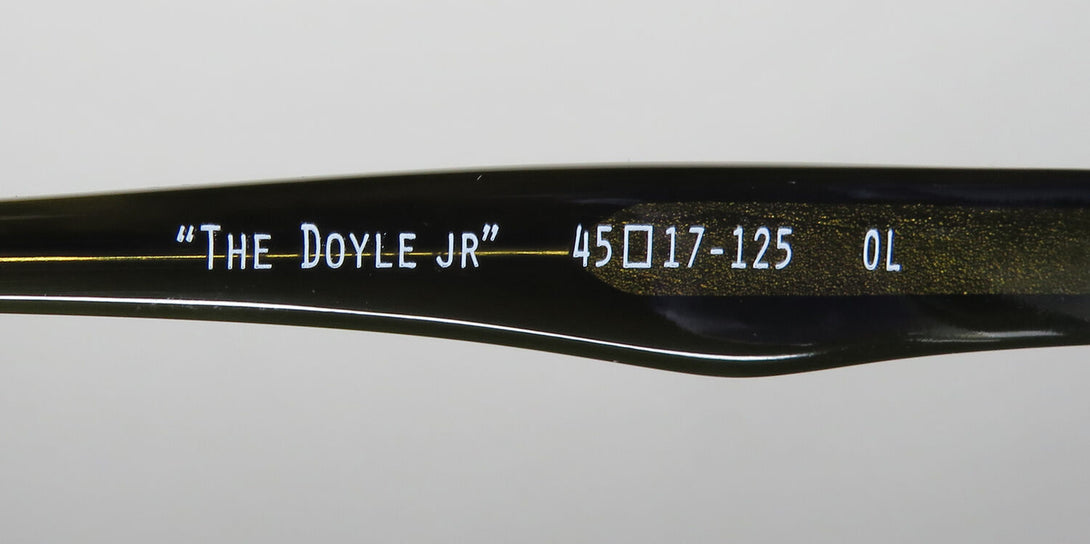 “THE DOYLE JR” 45□17-125 OL